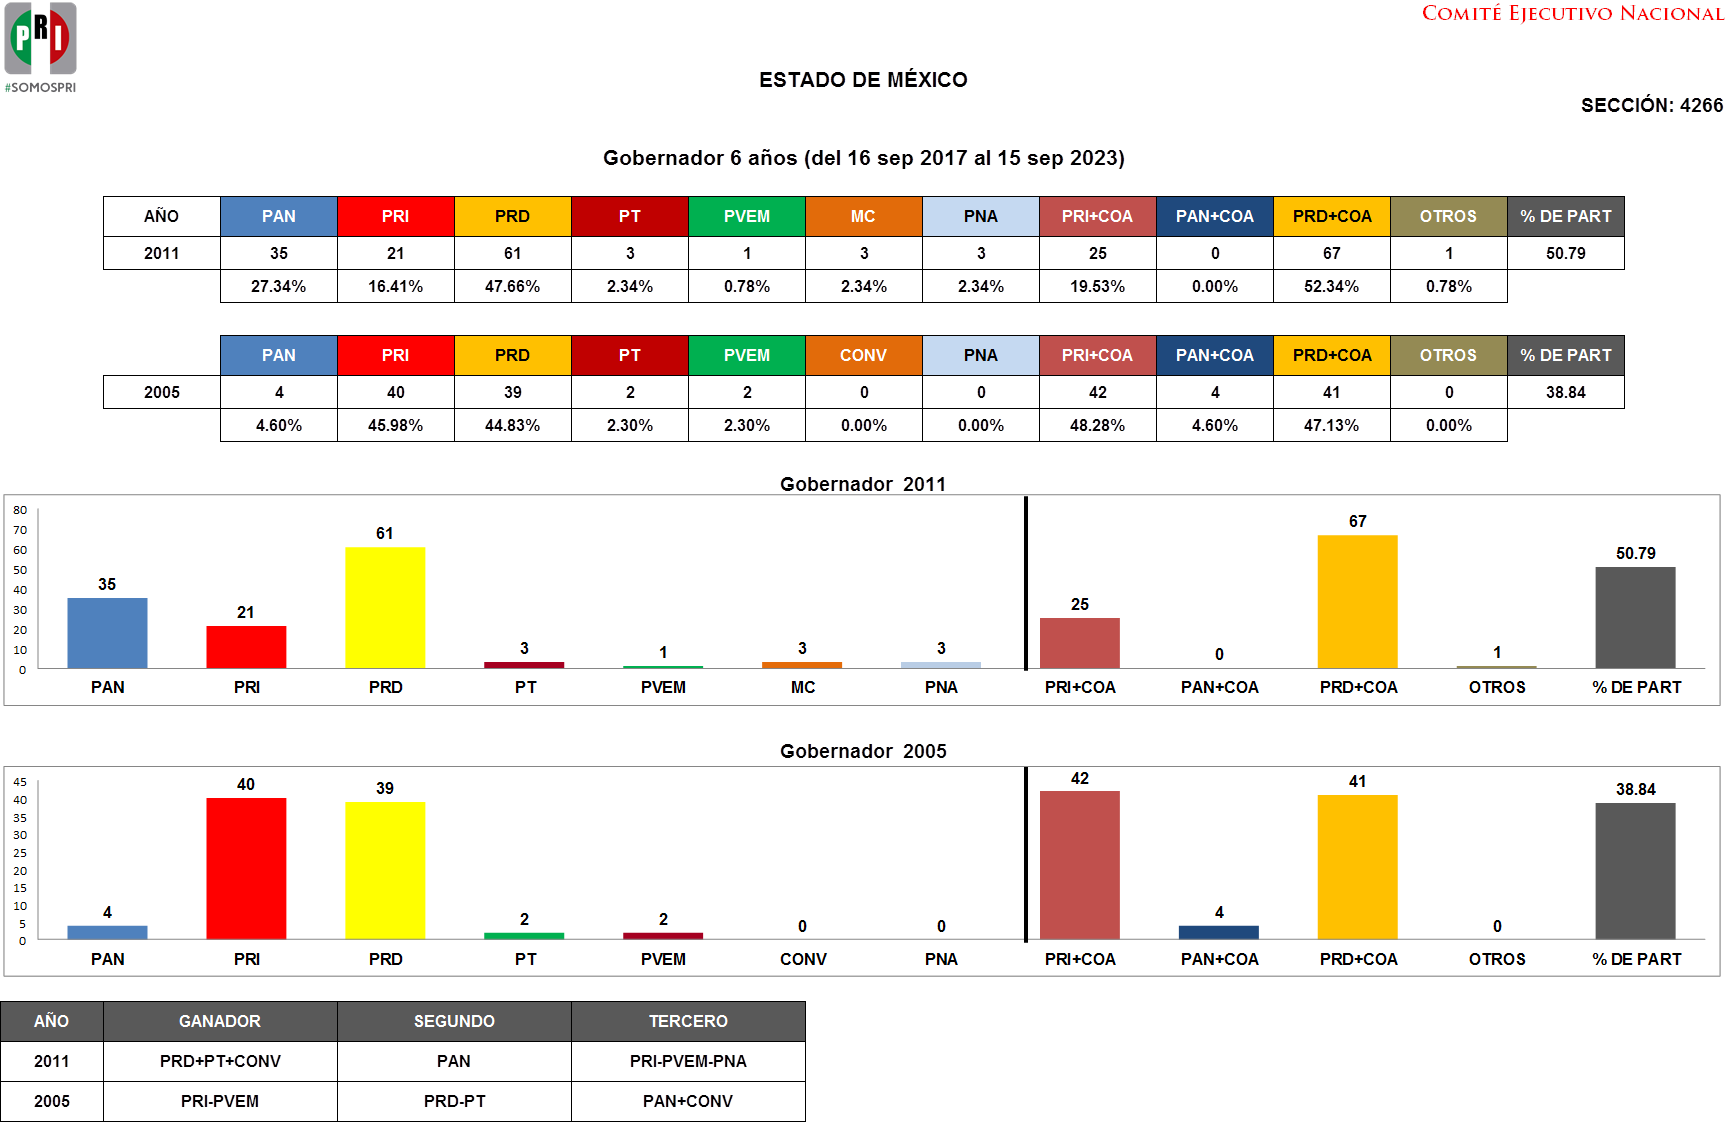 PRI
#SOMOSPRI
COMITÉ EJECUTIVO NACIONAL
ESTADO DE MÉXICO
SECCIÓN: 4266
Gobernador 6 años (del 16 sep 2017 al 15 sep 2023)
AÑO PAN PRI PRD PT PVEM MC PNA PRI+COA PAN+COA PRD+COA OTROS % DE PART
2011 35 21 61 3 1 3 3 25 0 67 1 50.79
27.34% 16.41% 47.66% 2.34% 0.78% 2.34% 2.34% 19.53% 0.00% 52.34% 0.78%
PAN PRI PRD PT PVEM CONV PNA PRI+COA PAN+COA PRD+COA OTROS % DE PART
2005 4 40 39 2 2 0 0 42 4 41 0 38.84
4.60% 45.98% 44.83% 2.30% 2.30% 0.00% 0.00% 48.28% 4.60% 47.13% 0.00%
Gobernador 2011
80
70
60
50
40
30
20
10
0
35 21 61 3 1 3 3 25 0 67 1 50.79
PAN PRI PRD PT PVEM MC PNA PRI+COA PAN+COA PRD+COA OTROS % DE PART
Gobernador 2005
45
40
35
30
25
20
15
10
5
0
4 40 39 2 2 0 0 42 4 41 0 38.84
PAN PRI PRD PT PVEM CONV PNA PRI+COA PAN+COA PRD+COA OTROS % DE PART
AÑO GANADOR SEGUNDO TERCERO
2011 PRD+PT+CONV PAN PRI-PVEM-PNA
2005 PRI-PVEM PRD-PT PAN+CONV